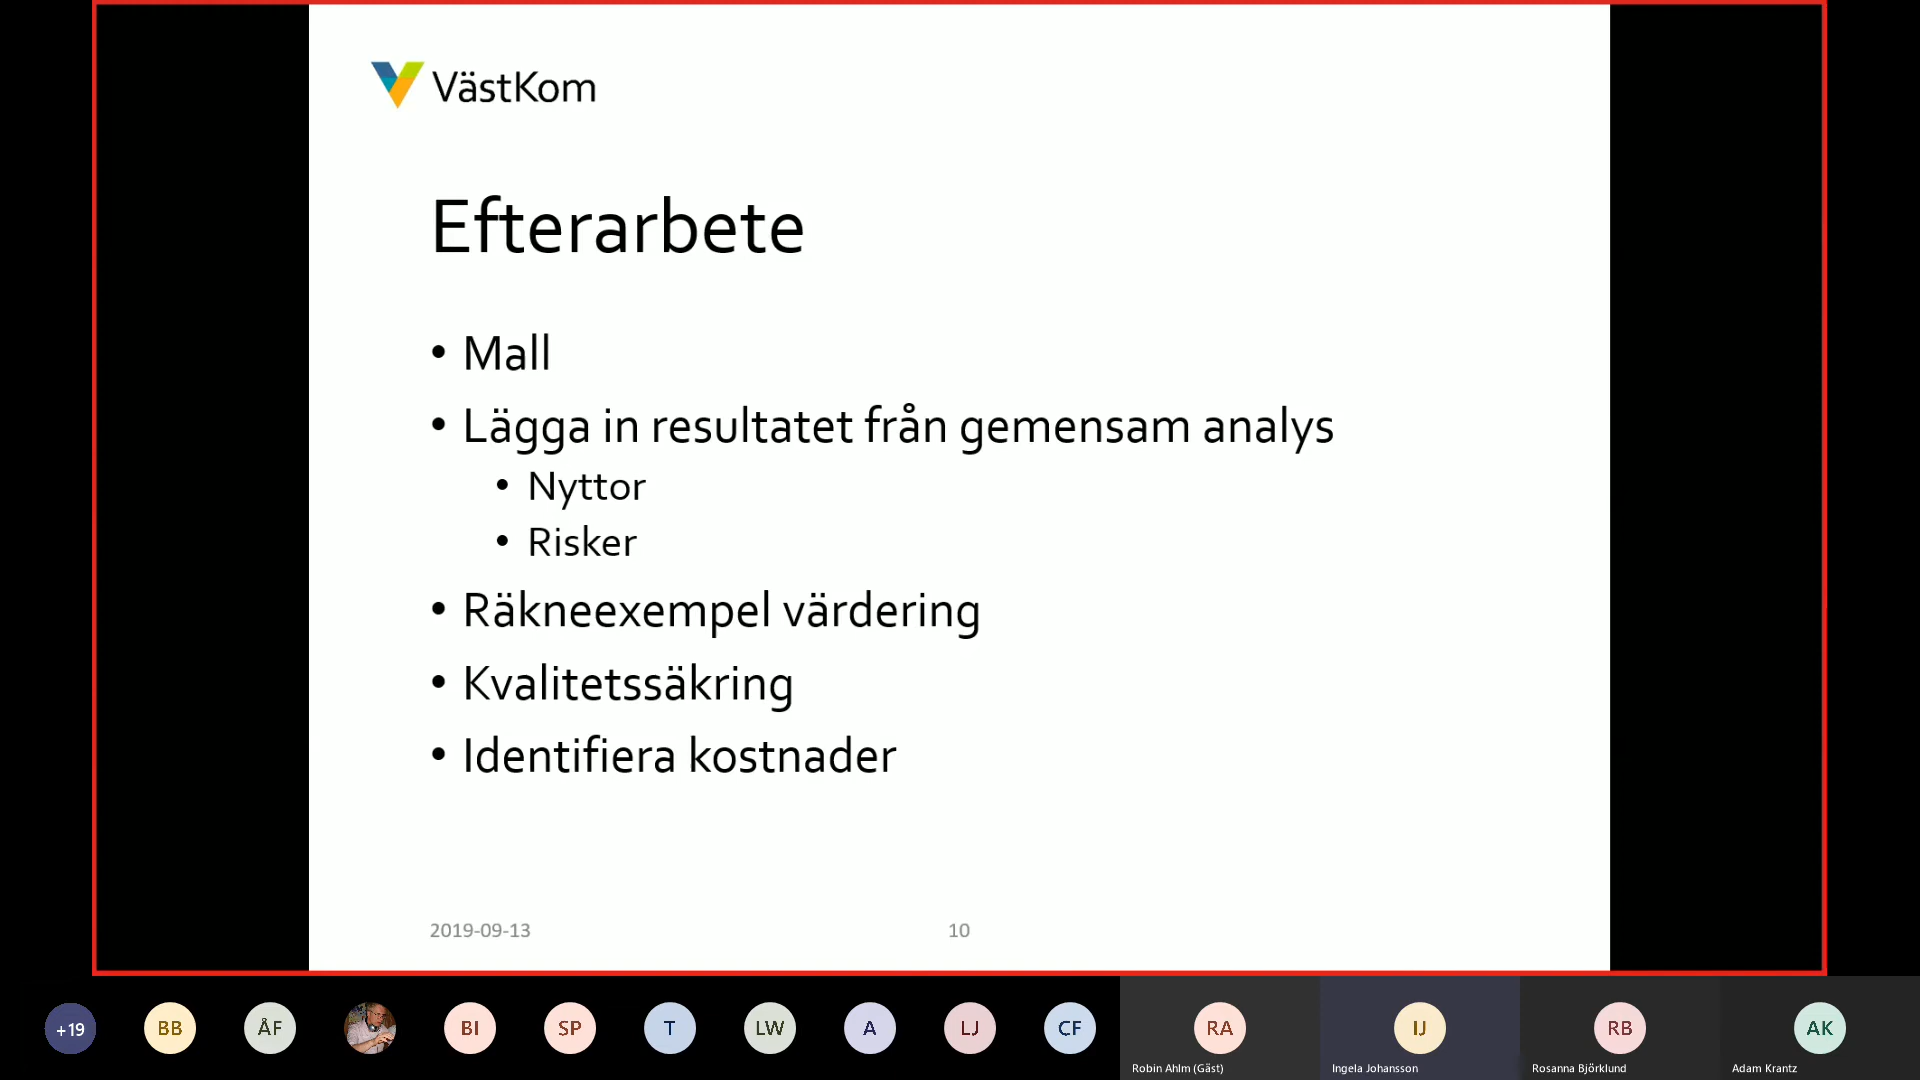 VästKom
Efterarbete
• Mall
• Lägga in resultatet från gemensam analys
• Nyttor
• Risker
• Räkneexempel värdering
• Kvalitetssäkring
• Identifiera kostnader
2019-09-13 10
+19 BB ÅF BI SP T LW A LJ CF RA IJ RB AK
Robin Ahlm (Gäst) Ingela Johansson Rosanna Björklund Adam Krantz